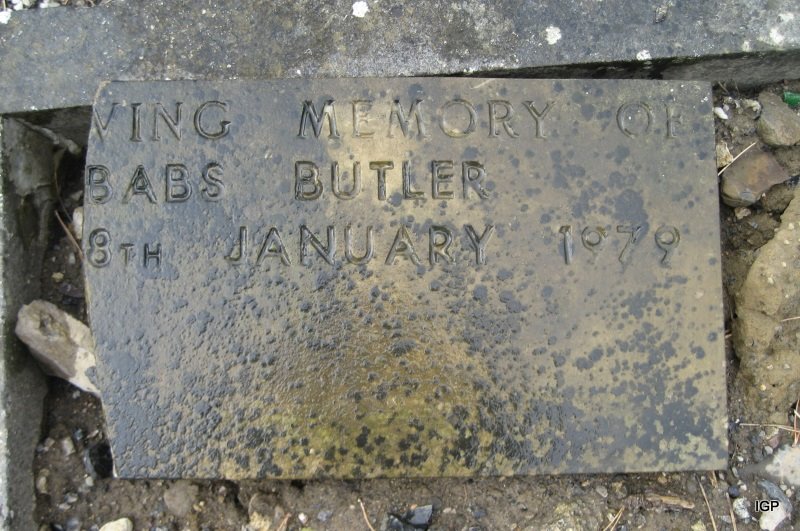 VING MEMORY OF
BABS BUTLER
8TH JANUARY 1979
IGP